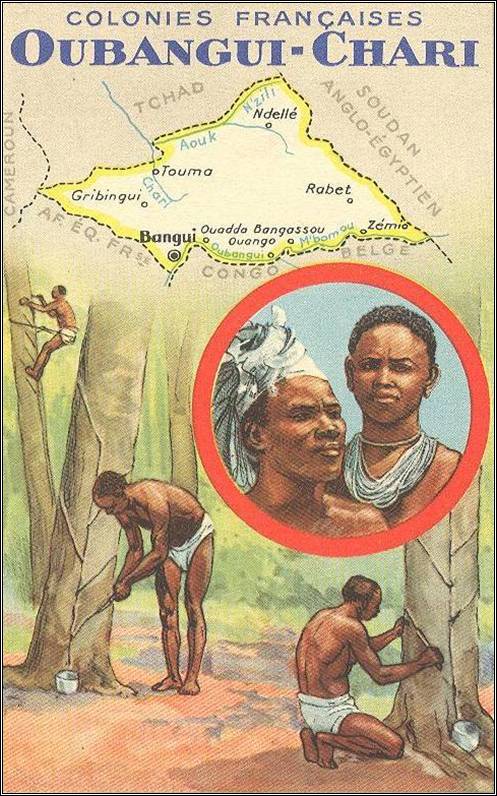 COLONIES FRANÇAISES
OUBANGUI-CHARI
TCHAD
N'zili
Ndellé
SOUDAN
ANGLO-ÉGYPTIEN
Aouk
CAMEROUN
Touma
Chari
Gribingui
Rabet
AF. ÉQ. FRSE
Bangui
Ouadda Bangassou
Ouango
M'bomou
Zémio
Oubangui
CONGO BELGE